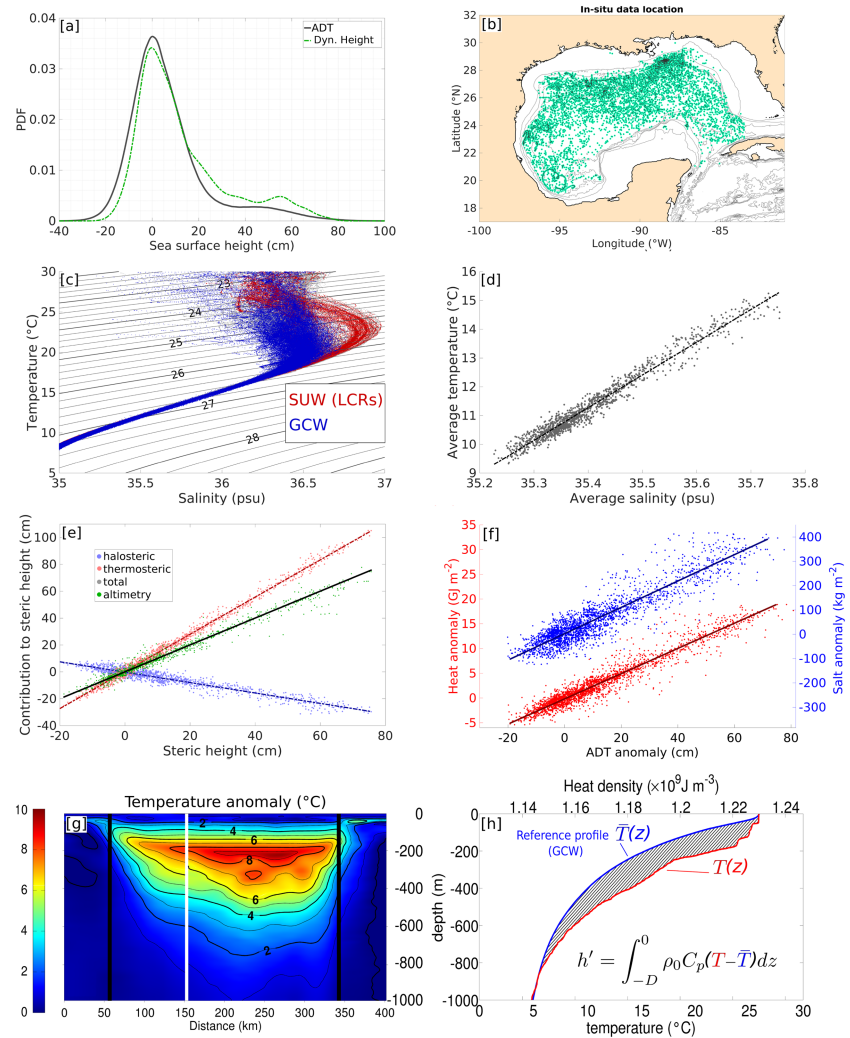 [a]
ADT
Dyn. Height
0.04
0.03
0.02
0.01
0
PDF
-40 -20 0 20 40 60 80 100
Sea surface height (cm)
In-situ data location
[b]
32
30
28
26
24
22
20
18
Latitude (°N)
-100 -95 -90 -85
Longitude (°W)
[c]
30
25
20
15
10
5
Temperature (°C)
23
24
25
26
27
28
SUW (LCRs)
GCW
35 35.5 36 36.5 37
Salinity (psu)
[d]
16
15
14
13
12
11
10
9
Average temperature (°C)
35.2 35.3 35.4 35.5 35.6 35.7 35.8
Average salinity (psu)
[e]
halosteric
thermosteric
total
altimetry
100
80
60
40
20
0
-20
-40
Contribution to steric height (cm)
-20 0 20 40 60 80
Steric height (cm)
[f]
35
30
25
20
15
10
5
0
-5
Heat anomaly (GJ m-2)
400
300
200
100
0
-100
-200
-300
Salt anomaly (kg m-2)
-20 0 20 40 60 80
ADT anomaly (cm)
Temperature anomaly (°C)
[g]
10
8
6
4
2
0
2
4
6
8
6
4
2
0
-200
-400
-600
-800
-1000
0 50 100 150 200 250 300 350 400
Distance (km)
Heat density (×10⁹J m⁻³)
1.14 1.16 1.18 1.2 1.22 1.24
[h]
Reference profile T̄(z)
(GCW)
T(z)
h′ = ∫_{-D}^{0} ρ₀Cₚ(T–T̄)dz
0
-200
-400
-600
-800
-1000
depth (m)
0 5 10 15 20 25 30
temperature (°C)